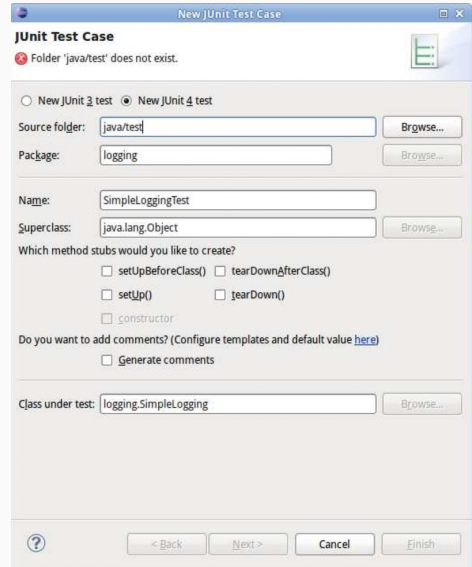 New JUnit Test Case
JUnit Test Case
Folder 'java/test' does not exist.
New JUnit 3 test New JUnit 4 test
Source folder: java/test Browse...
Package: logging Browse...
Name: SimpleLoggingTest
Superclass: java.lang.Object Browse...
Which method stubs would you like to create?
setUpBeforeClass() tearDownAfterClass()
setUp() tearDown()
constructor
Do you want to add comments? (Configure templates and default value here)
Generate comments
Class under test: logging.SimpleLogging Browse...
? < Back Next > Cancel Finish